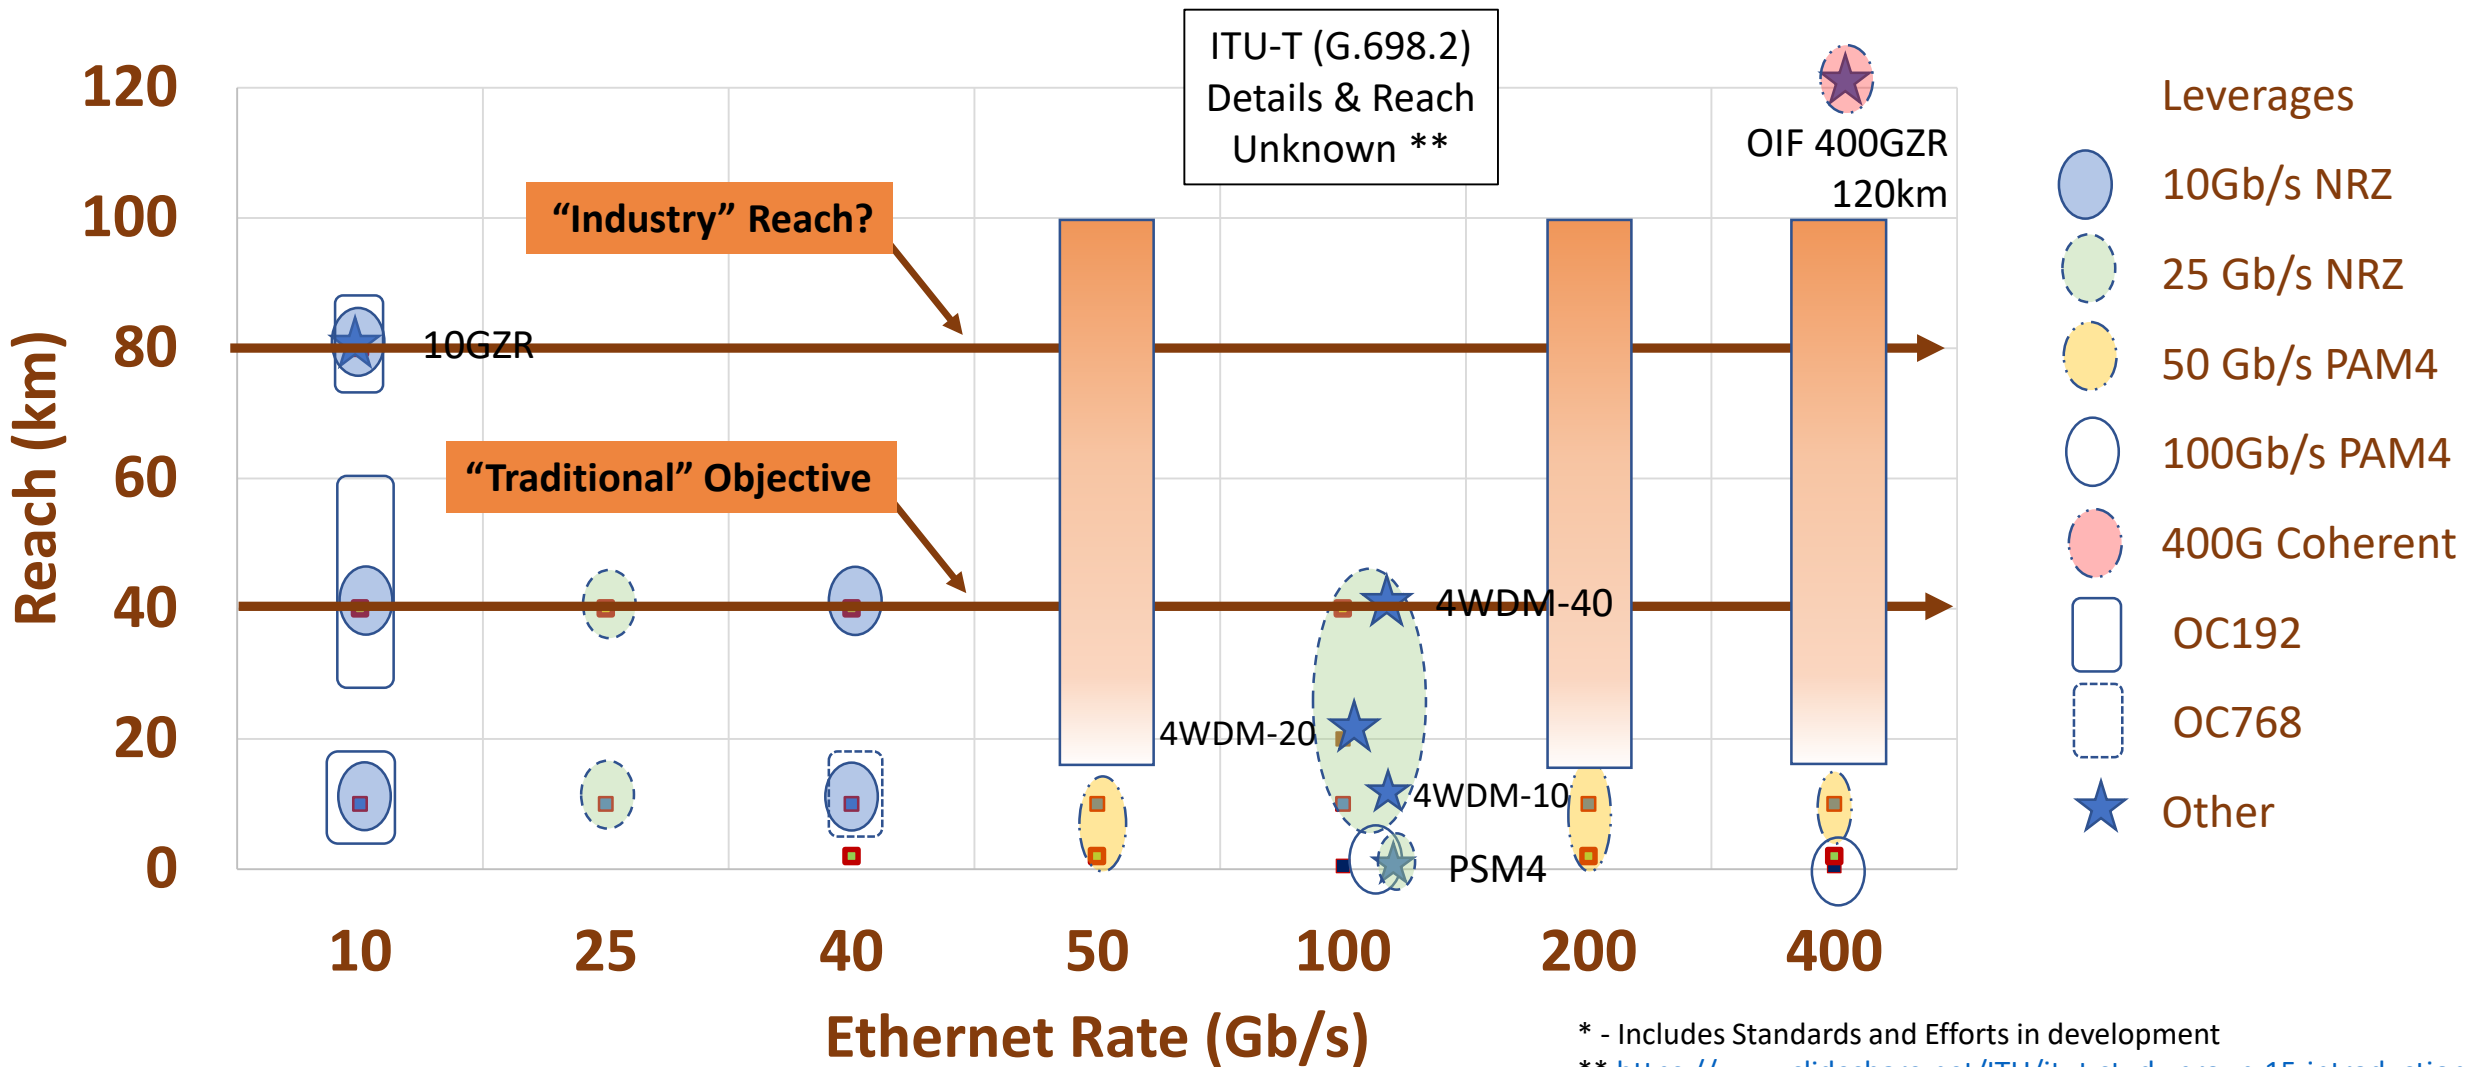 ITU-T (G.698.2)
Details & Reach
Unknown **
120
100
80
60
40
20
0
Reach (km)
“Industry” Reach?
“Traditional” Objective
10GZR
OIF 400GZR
120km
4WDM-40
4WDM-20
4WDM-10
PSM4
10
25
40
50
100
200
400
Ethernet Rate (Gb/s)
Leverages
10Gb/s NRZ
25 Gb/s NRZ
50 Gb/s PAM4
100Gb/s PAM4
400G Coherent
OC192
OC768
Other
* - Includes Standards and Efforts in development
**